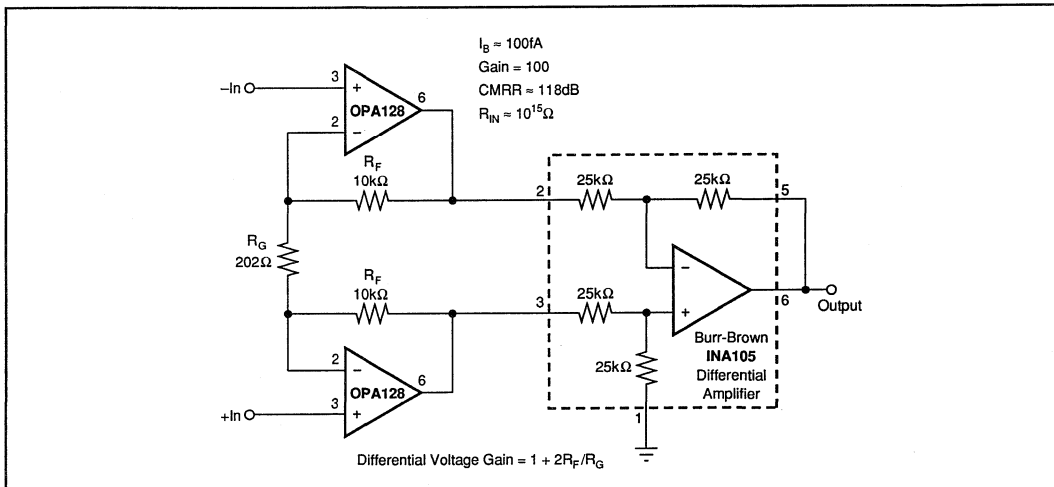 I_B ≈ 100fA
Gain = 100
CMRR ≈ 118dB
R_IN ≈ 10^15Ω
–In
3
+
OPA128
6
2
–
R_F
10kΩ
R_G
202Ω
R_F
10kΩ
2
–
OPA128
6
+In
3
+
2
25kΩ
25kΩ
5
3
25kΩ
–
+
6
Output
25kΩ
Burr-Brown
INA105
Differential
Amplifier
1
Differential Voltage Gain = 1 + 2R_F/R_G